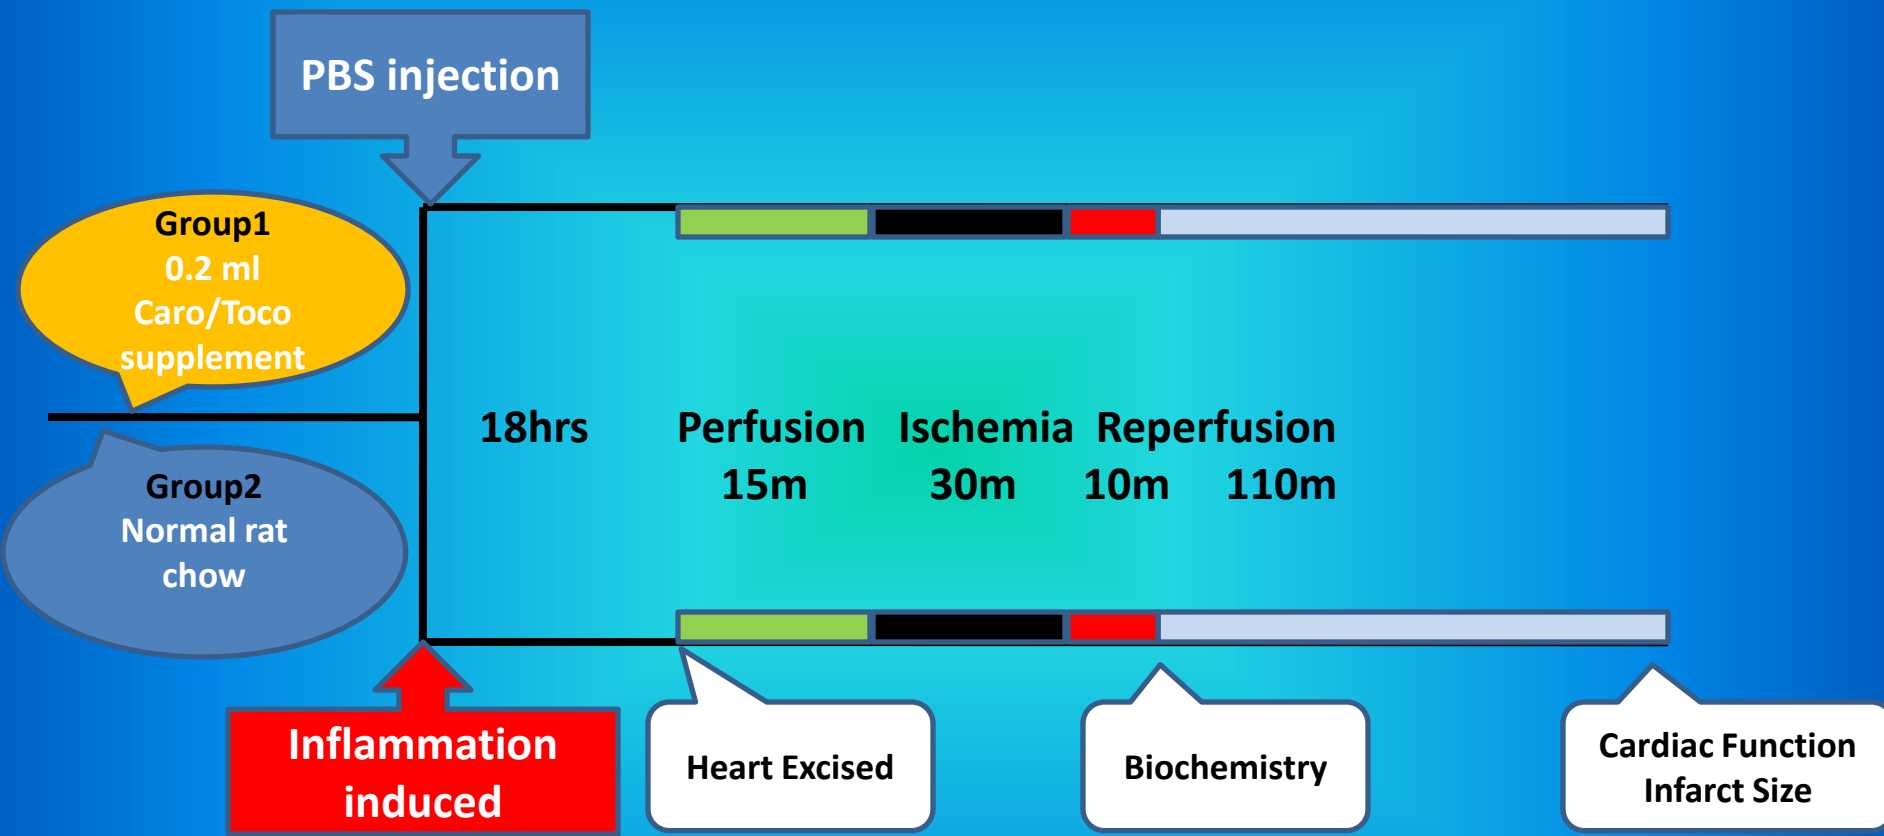 PBS injection
Group1
0.2 ml
Caro/Toco
supplement
18hrs
Perfusion Ischemia Reperfusion
15m 30m 10m 110m
Group2
Normal rat
chow
Inflammation
induced
Heart Excised
Biochemistry
Cardiac Function
Infarct Size